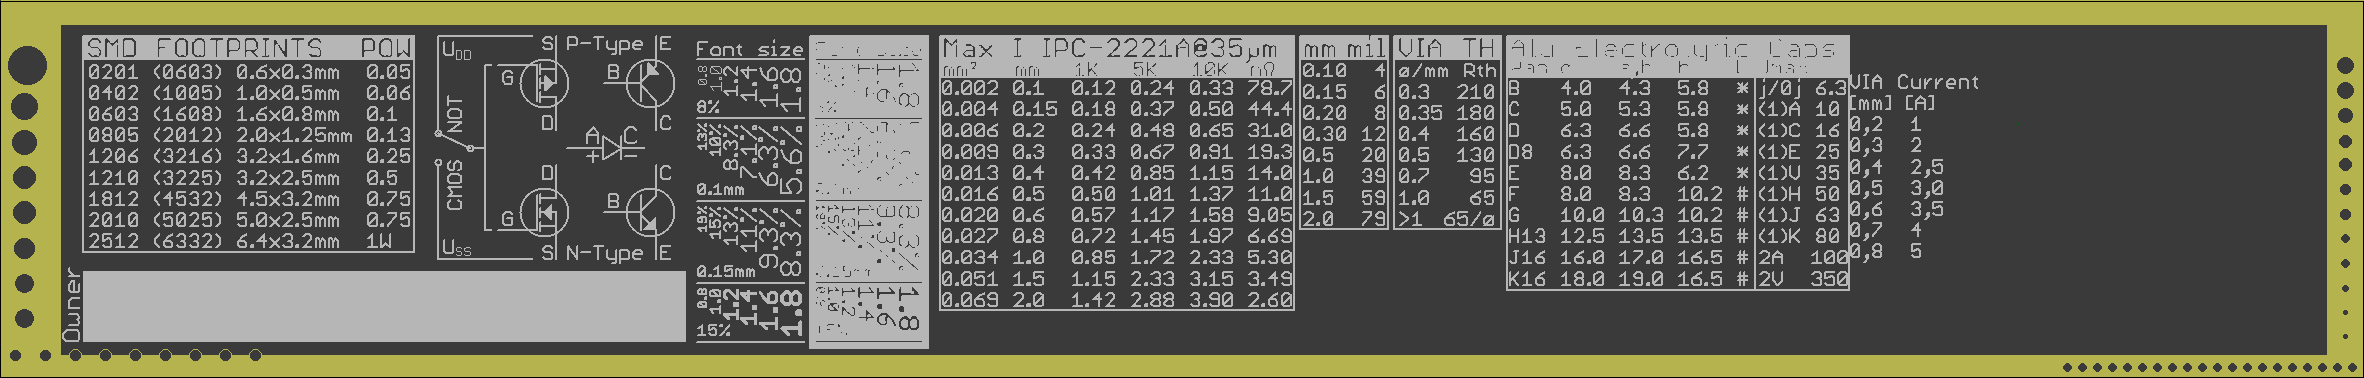 SMD FOOTPRINTS POW
0201 (0603) 0.6x0.3mm 0.05
0402 (1005) 1.0x0.5mm 0.06
0603 (1608) 1.6x0.8mm 0.1
0805 (2012) 2.0x1.25mm 0.13
1206 (3216) 3.2x1.6mm 0.25
1210 (3225) 3.2x2.5mm 0.5
1812 (4532) 4.5x3.2mm 0.75
2010 (5025) 5.0x2.5mm 0.75
2512 (6332) 6.4x3.2mm 1W
Owner
UDD S P-Type E
G B
D C
NOT
A C
+ -
CMOS
D C
G B
USS S N-Type E
Font size
0.8 1.0 1.2 1.4 1.6 1.8
8%
13% 10% 8.3% 7.1% 6.3% 5.6%
0.1mm
19% 15% 13% 11% 9.3% 8.3%
0.15mm
0.8 1.0 1.2 1.4 1.6 1.8
15%
Max I IPC-2221A@35µm
mm² mm 1K 5K 10K mΩ
0.002 0.1 0.12 0.24 0.33 78.7
0.004 0.15 0.18 0.37 0.50 44.4
0.006 0.2 0.24 0.48 0.65 31.0
0.009 0.3 0.33 0.67 0.91 19.3
0.013 0.4 0.42 0.85 1.15 14.0
0.016 0.5 0.50 1.01 1.37 11.0
0.020 0.6 0.57 1.17 1.58 9.05
0.027 0.8 0.72 1.45 1.97 6.69
0.034 1.0 0.85 1.72 2.33 5.30
0.051 1.5 1.15 2.33 3.15 3.49
0.069 2.0 1.42 2.88 3.90 2.60
mm mil
0.10 4
0.15 6
0.20 8
0.30 12
0.5 20
1.0 39
1.5 59
2.0 79
VIA TH
ø/mm Rth
0.3 210
0.35 180
0.4 160
0.5 130
0.7 95
1.0 65
>1 65/ø
Alu Electrolytic Caps
B 4.0 4.3 5.8 * j/0j 6.3
C 5.0 5.3 5.8 * (1)A 10
D 6.3 6.6 5.8 * (1)C 16
D8 6.3 6.6 7.7 * (1)E 25
E 8.0 8.3 6.2 * (1)V 35
F 8.0 8.3 10.2 # (1)H 50
G 10.0 10.3 10.2 # (1)J 63
H13 12.5 13.5 13.5 # (1)K 80
J16 16.0 17.0 16.5 # 2A 100
K16 18.0 19.0 16.5 # 2V 350
VIA Current
[mm] [A]
0,2 1
0,3 2
0,4 2,5
0,5 3,0
0,6 3,5
0,7 4
0,8 5